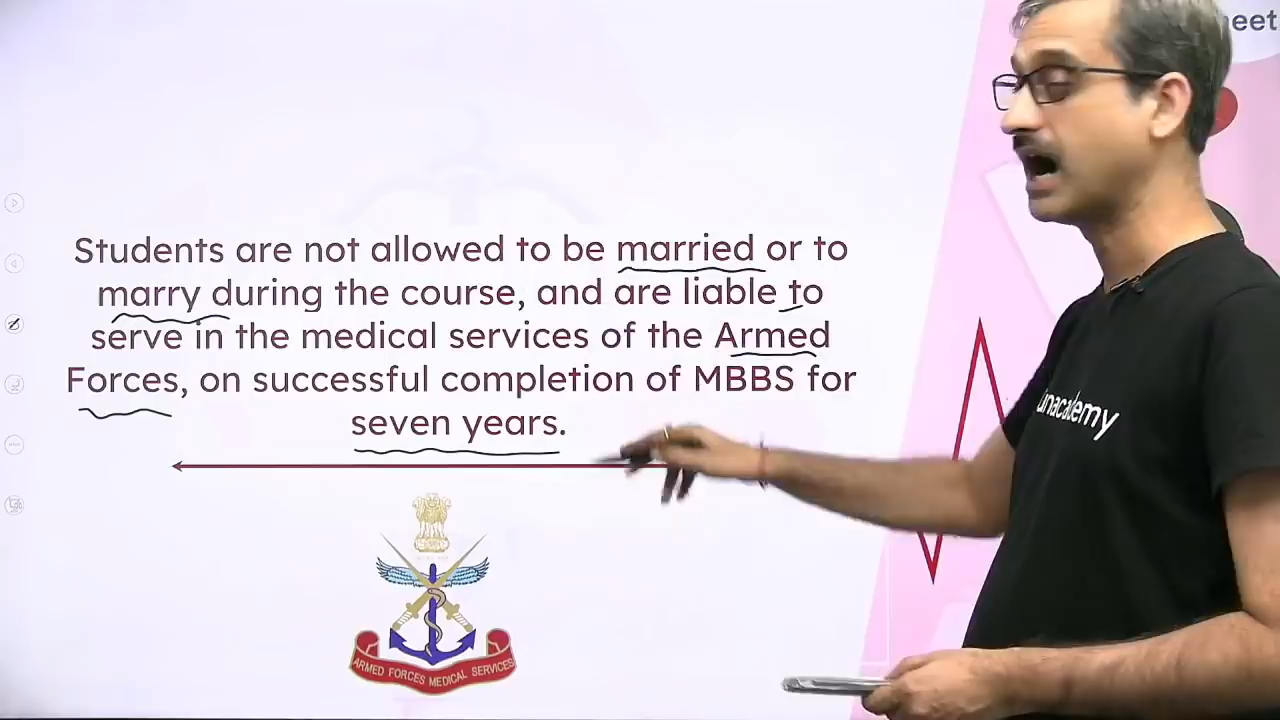 neet
Students are not allowed to be married or to
marry during the course, and are liable to
serve in the medical services of the Armed
Forces, on successful completion of MBBS for
seven years.
unacademy
ARMED FORCES MEDICAL SERVICES